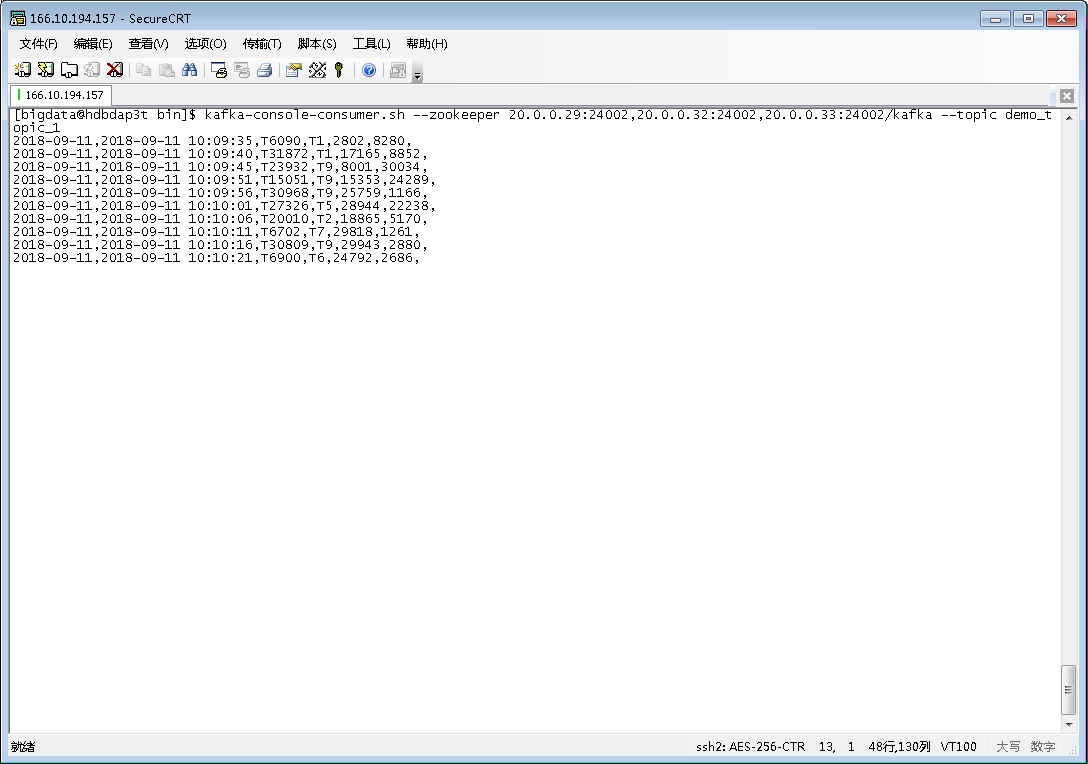 166.10.194.157 - SecureCRT
文件(F) 编辑(E) 查看(V) 选项(O) 传输(T) 脚本(S) 工具(L) 帮助(H)
166.10.194.157
[bigdata@hdbdap3t bin]$ kafka-console-consumer.sh --zookeeper 20.0.0.29:24002,20.0.0.32:24002,20.0.0.33:24002/kafka --topic demo_t
opic_1
2018-09-11,2018-09-11 10:09:35,T6090,T1,2802,8280,
2018-09-11,2018-09-11 10:09:40,T31872,T1,17165,8852,
2018-09-11,2018-09-11 10:09:45,T23932,T9,8001,30034,
2018-09-11,2018-09-11 10:09:51,T15051,T9,15353,24289,
2018-09-11,2018-09-11 10:09:56,T30968,T9,25759,1166,
2018-09-11,2018-09-11 10:10:01,T27326,T5,28944,22238,
2018-09-11,2018-09-11 10:10:06,T20010,T2,18865,5170,
2018-09-11,2018-09-11 10:10:11,T6702,T7,29818,1261,
2018-09-11,2018-09-11 10:10:16,T30809,T9,29943,2880,
2018-09-11,2018-09-11 10:10:21,T6900,T6,24792,2686,
就绪 ssh2: AES-256-CTR 13, 1 48行,130列 VT100 大写 数字